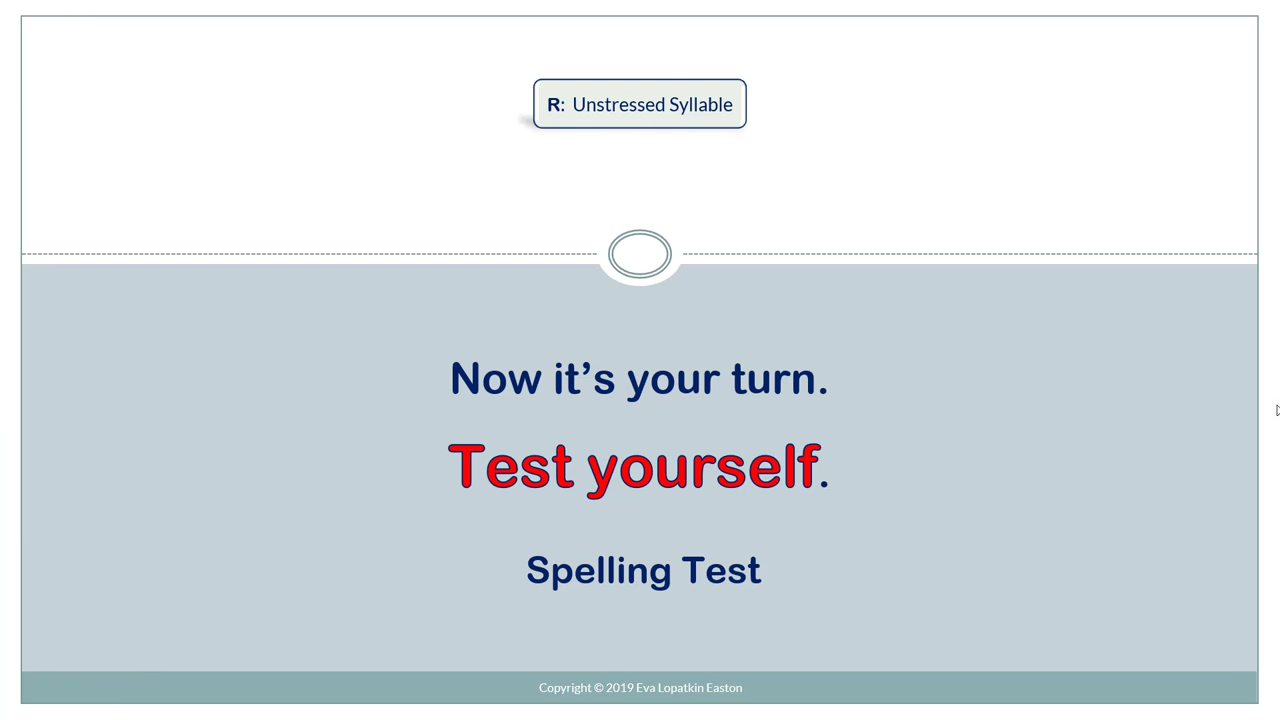 R: Unstressed Syllable
Now it’s your turn.
Test yourself.
Spelling Test
Copyright © 2019 Eva Lopatkin Easton